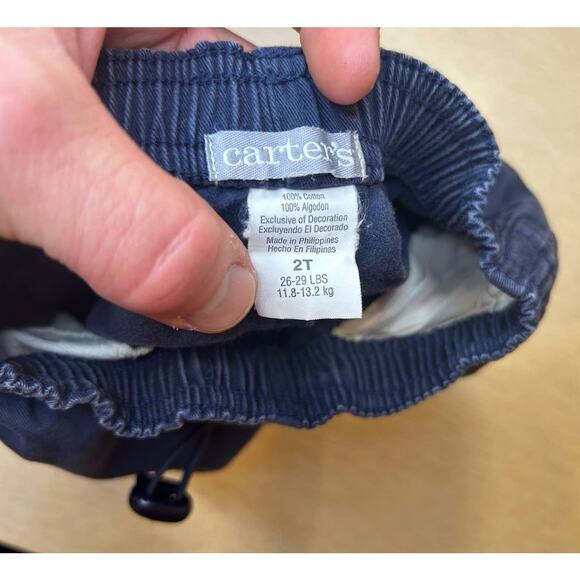 carter's
100% Cotton
100% Algodon
Exclusive of Decoration
Excluyendo El Decorado
Made in Philippines
Hecho En Filipinas
2T
26-29 LBS
11.8-13.2 kg